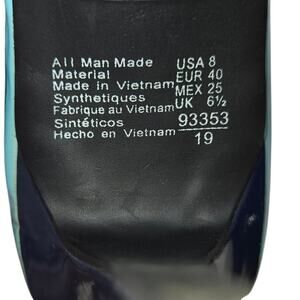 All Man Made USA 8
Material EUR 40
Made in Vietnam MEX 25
Synthetiques UK 6½
Fabrique au Vietnam
Sintéticos 93353
Hecho en Vietnam 19